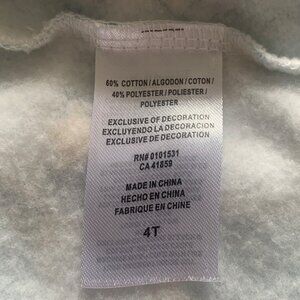 60% COTTON / ALGODON / COTON /
40% POLYESTER / POLIESTER /
POLYESTER
EXCLUSIVE OF DECORATION
EXCLUYENDO LA DECORACION
EXCLUSIVE DE DECORATION
RN# 0101531
CA 41859
MADE IN CHINA
HECHO EN CHINA
FABRIQUE EN CHINE
4T